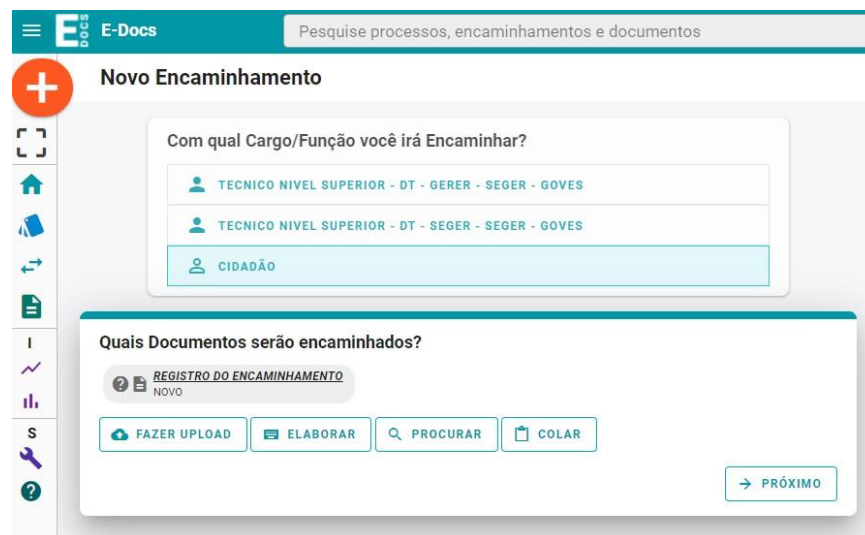 E DOCS
E-Docs
Pesquise processos, encaminhamentos e documentos
Novo Encaminhamento
Com qual Cargo/Função você irá Encaminhar?
TECNICO NIVEL SUPERIOR - DT - GERER - SEGER - GOVES
TECNICO NIVEL SUPERIOR - DT - SEGER - SEGER - GOVES
CIDADÃO
I
S
Quais Documentos serão encaminhados?
REGISTRO DO ENCAMINHAMENTO
NOVO
FAZER UPLOAD
ELABORAR
PROCURAR
COLAR
PRÓXIMO